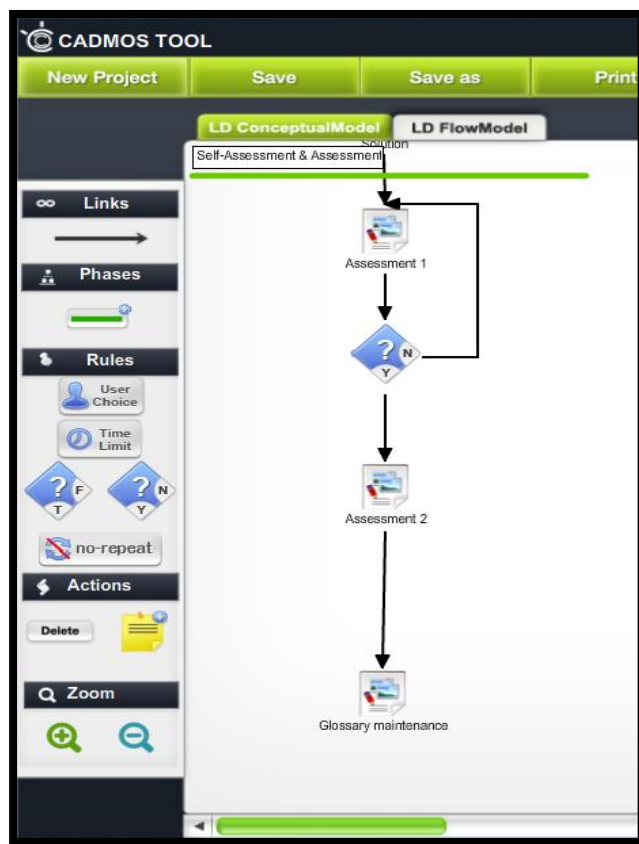 CADMOS TOOL
New Project Save Save as Print
LD ConceptualModel LD FlowModel
Solution
Self-Assessment & Assessment
Links
Assessment 1
Phases
? N
Y
Rules
User
Choice
Time
Limit
? F ? N
T Y
Assessment 2
no-repeat
Actions
Delete
Zoom
Glossary maintenance